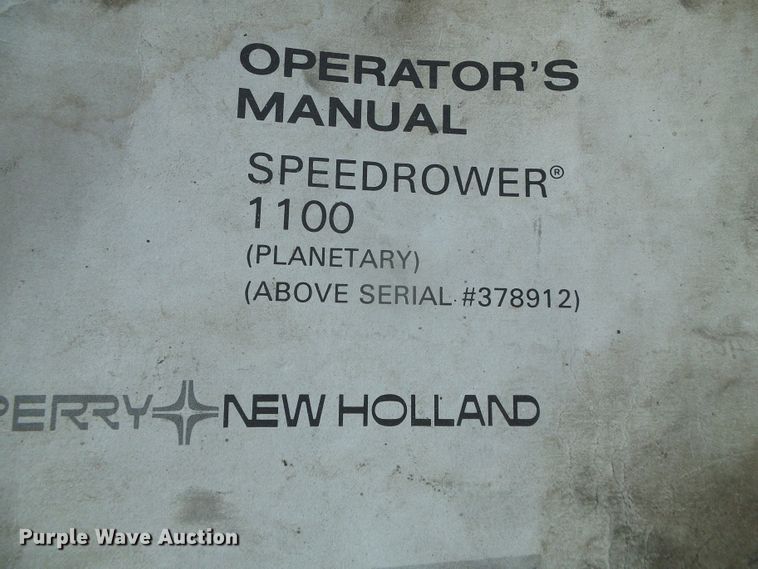 OPERATOR'S
MANUAL
SPEEDROWER®
1100
(PLANETARY)
(ABOVE SERIAL #378912)
PERRY NEW HOLLAND
Purple Wave Auction